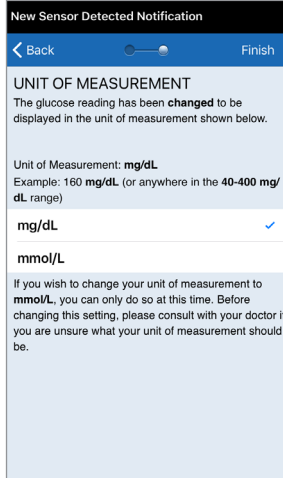 New Sensor Detected Notification
Back
Finish
UNIT OF MEASUREMENT
The glucose reading has been changed to be
displayed in the unit of measurement shown below.
Unit of Measurement: mg/dL
Example: 160 mg/dL (or anywhere in the 40-400 mg/
dL range)
mg/dL
mmol/L
If you wish to change your unit of measurement to
mmol/L, you can only do so at this time. Before
changing this setting, please consult with your doctor i
you are unsure what your unit of measurement should
be.